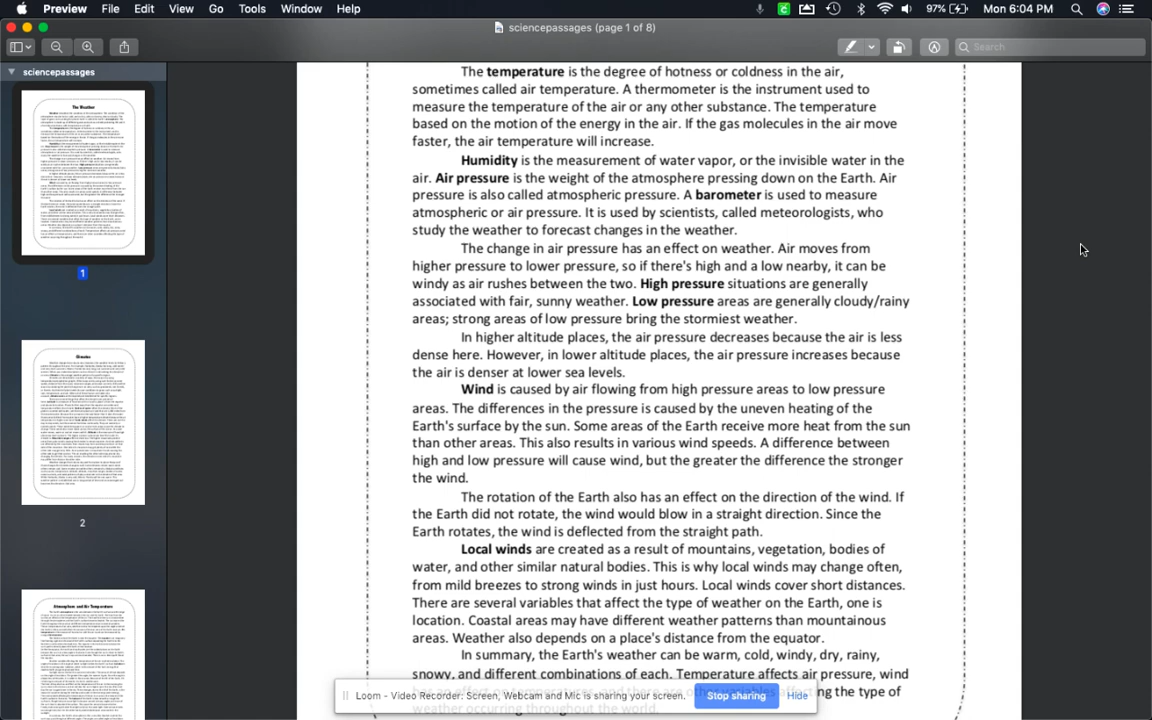 Preview File Edit View Go Tools Window Help 97% Mon 6:04 PM
sciencepassages (page 1 of 8)
Search
sciencepassages
The Weather
1
Climates
2
Atmosphere and Air Temperature
The temperature is the degree of hotness or coldness in the air,
sometimes called air temperature. A thermometer is the instrument used to
measure the temperature of the air or any other substance. The temperature
based on the amount of the energy in the air. If the gas molecules in the air move
faster, the air temperature will increase.
Humidity is the measurement of water vapor, or the invisible water in the
air. Air pressure is the weight of the atmosphere pressing down the Earth. Air
pressure is also called atmospheric pressure. A barometer is used to measure
atmospheric air pressure. It is used by scientists, called meteorologists, who
study the weather to forecast changes in the weather.
The change in air pressure has an effect on weather. Air moves from
higher pressure to lower pressure, so if there's high and a low nearby, it can be
windy as air rushes between the two. High pressure situations are generally
associated with fair, sunny weather. Low pressure areas are generally cloudy/rainy
areas; strong areas of low pressure bring the stormiest weather.
In higher altitude places, the air pressure decreases because the air is less
dense here. However, in lower altitude places, the air pressure increases because
the air is denser at lower sea levels.
Wind is caused by air flowing from high pressure areas to low pressure
areas. The differences in the pressure is caused by the uneven heating of the
Earth's surface by the sun. Some areas of the Earth receive more heat from the sun
than other areas. This also results in various wind speeds. A difference between
high and low pressure will cause wind, but the greater the difference the stronger
the wind.
The rotation of the Earth also has an effect on the direction of the wind. If
the Earth did not rotate, the wind would blow in a straight direction. Since the
Earth rotates, the wind is deflected from the straight path.
Local winds are created as a result of mountains, vegetation, bodies of
water, and other similar natural bodies. This is why local winds may change often,
from mild breezes to strong winds in just hours. Local winds cover short distances.
There are several variables that affect the type of weather on the Earth, one is
location. Coastal areas may have different weather patterns than mountainous
areas. Weather also depends on a place's distance from the equator.
In summary, the Earth's weather can be warm, cold, windy, dry, rainy,
snowy, and different combinations of each. Temperature affects air pressure, wind
the type of
weather occurring throughout the world.
Loom - Video Recorder: Screen, Webcam and Mic is sharing your screen. Stop sharing Hide